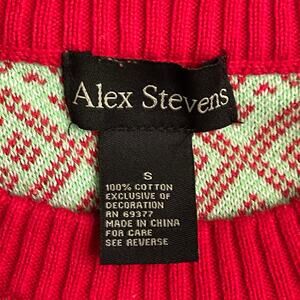 Alex Stevens
S
100% COTTON
EXCLUSIVE OF
DECORATION
RN 69377
MADE IN CHINA
FOR CARE
SEE REVERSE